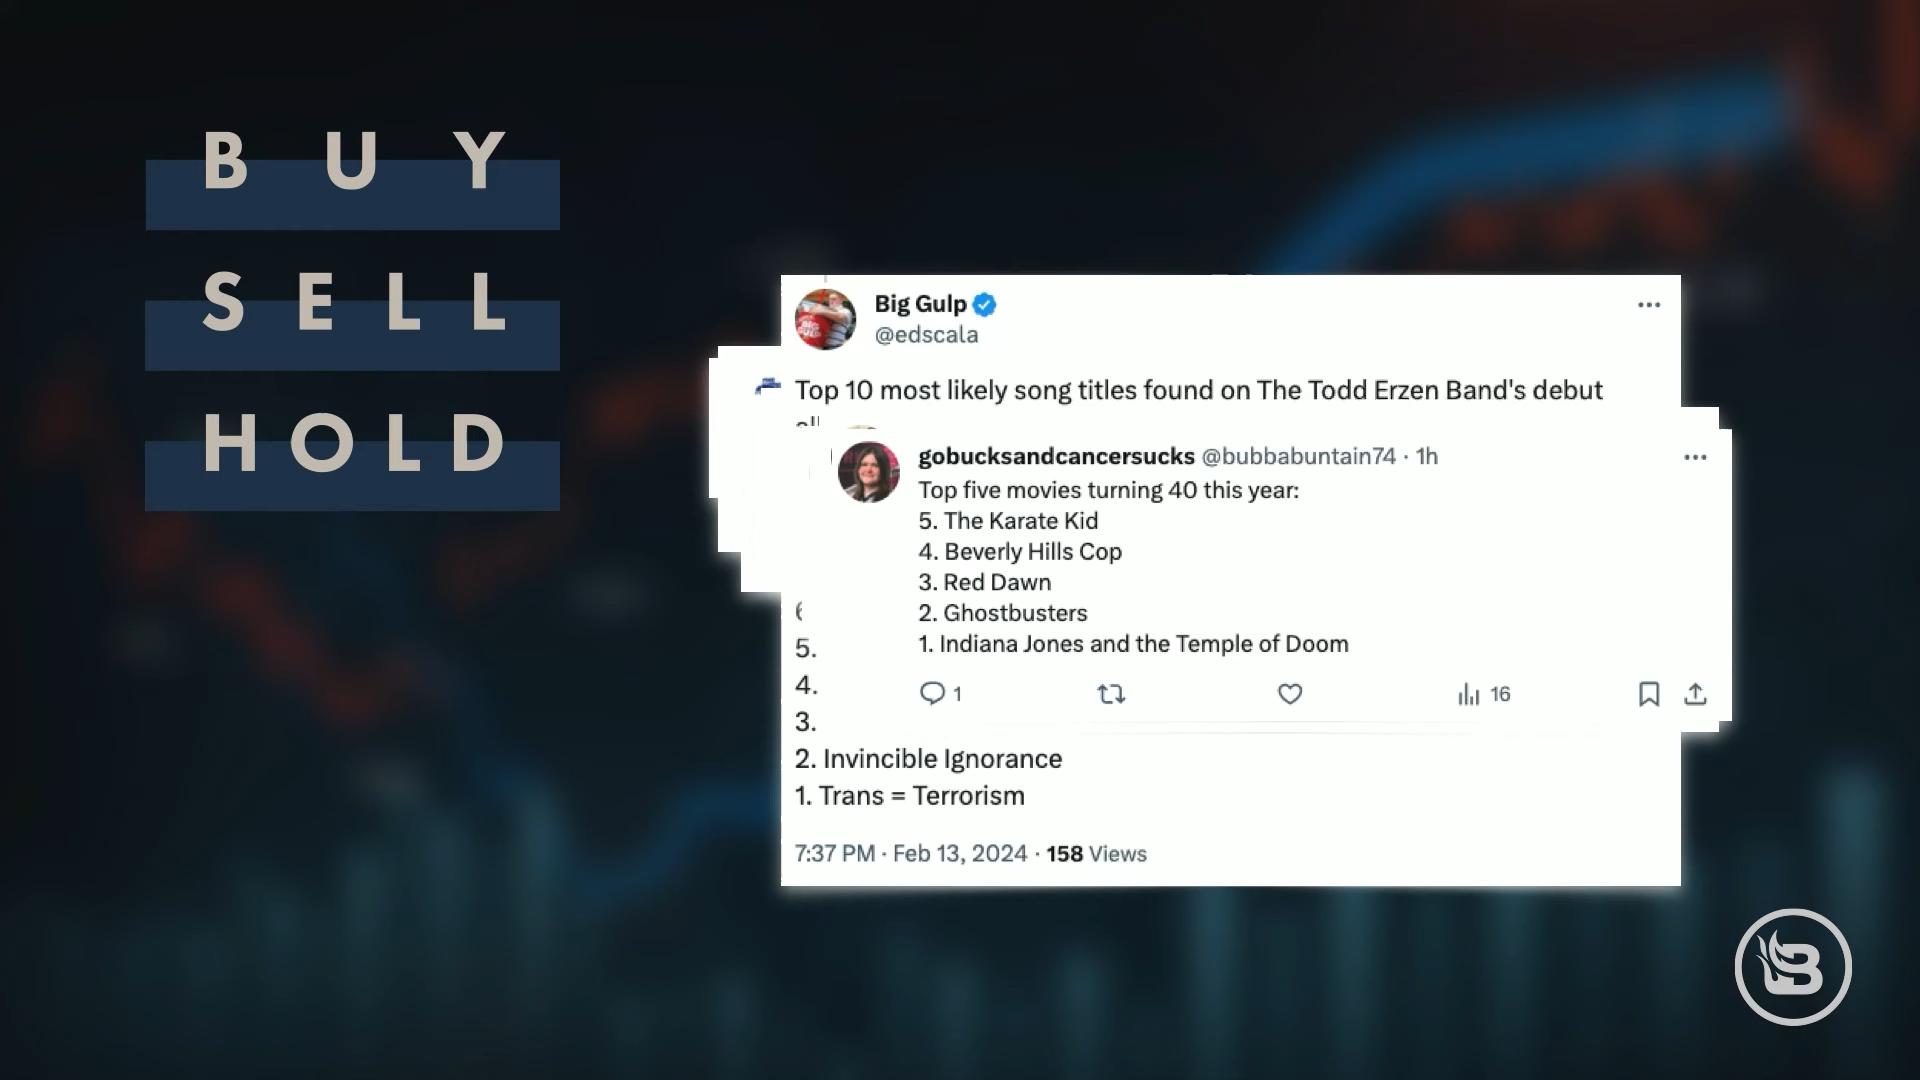 BUY
SELL
HOLD
Big Gulp
@edscala
Top 10 most likely song titles found on The Todd Erzen Band's debut
gobucksandcancersucks @bubbabuntain74 · 1h
Top five movies turning 40 this year:
5. The Karate Kid
4. Beverly Hills Cop
3. Red Dawn
2. Ghostbusters
1. Indiana Jones and the Temple of Doom
1
16
5.
4.
3.
2. Invincible Ignorance
1. Trans = Terrorism
7:37 PM · Feb 13, 2024 · 158 Views
B